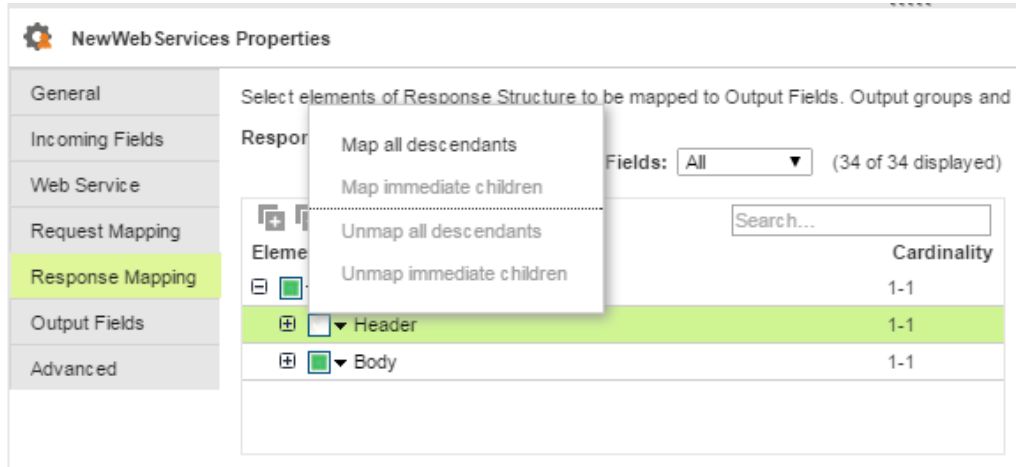 NewWebServices Properties
General
Incoming Fields
Web Service
Request Mapping
Response Mapping
Output Fields
Advanced
Select elements of Response Structure to be mapped to Output Fields. Output groups and
Respor
Fields: All (34 of 34 displayed)
Map all descendants
Map immediate children
Unmap all descendants
Unmap immediate children
Search...
Eleme Cardinality
1-1
Header 1-1
Body 1-1